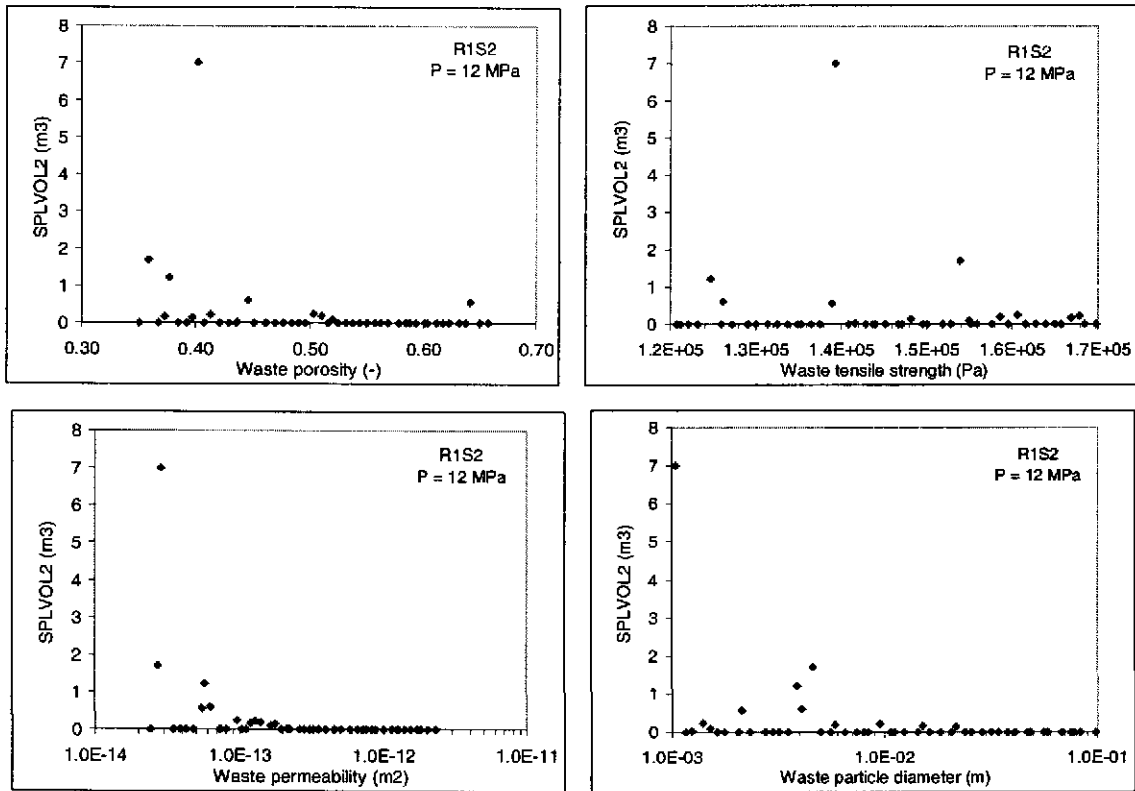 R1S2
P = 12 MPa
SPLVOL2 (m3)
8
7
6
5
4
3
2
1
0
0.30
0.40
0.50
0.60
0.70
Waste porosity (-)
R1S2
P = 12 MPa
SPLVOL2 (m3)
8
7
6
5
4
3
2
1
0
1.2E+05
1.3E+05
1.4E+05
1.5E+05
1.6E+05
1.7E+05
Waste tensile strength (Pa)
R1S2
P = 12 MPa
SPLVOL2 (m3)
8
7
6
5
4
3
2
1
0
1.0E-14
1.0E-13
1.0E-12
1.0E-11
Waste permeability (m2)
R1S2
P = 12 MPa
SPLVOL2 (m3)
8
7
6
5
4
3
2
1
0
1.0E-03
1.0E-02
1.0E-01
Waste particle diameter (m)